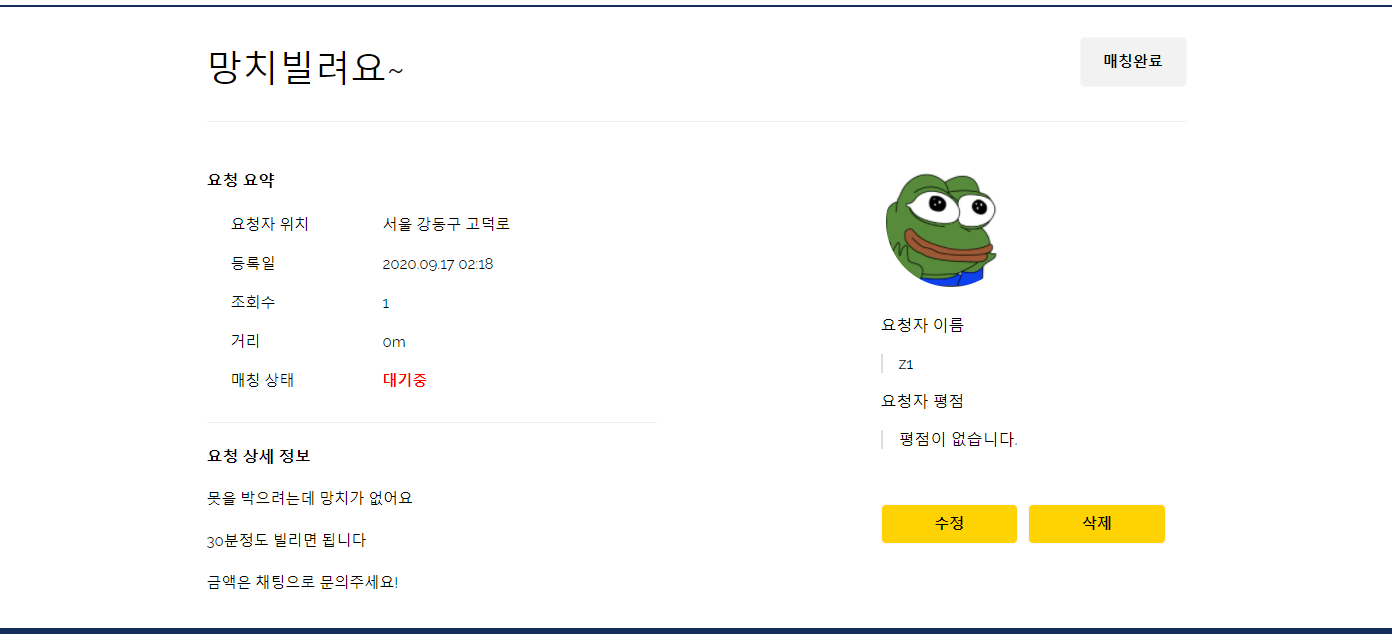 망치빌려요~
매칭완료
요청 요약
요청자 위치 서울 강동구 고덕로
등록일 2020.09.17 02:18
조회수 1
거리 0m
매칭 상태 대기중
요청 상세 정보
못을 박으려는데 망치가 없어요
30분정도 빌리면 됩니다
금액은 채팅으로 문의주세요!
요청자 이름
Z1
요청자 평점
평점이 없습니다.
수정 삭제